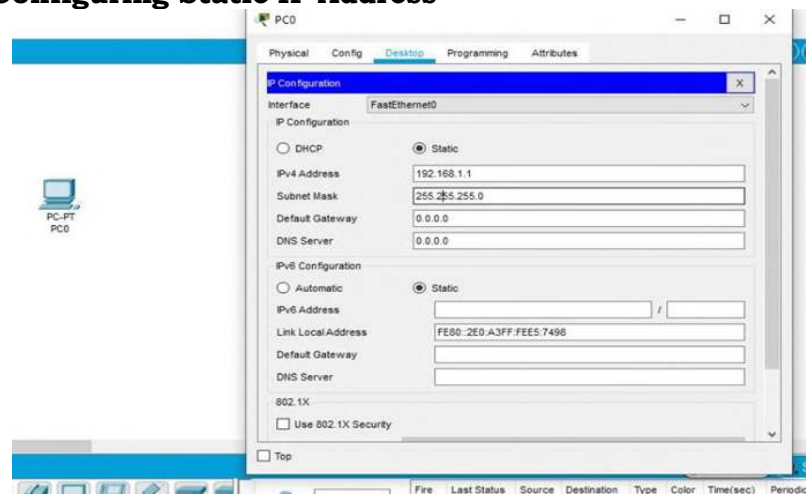 Configuring Static IP Address
PC0
Physical Config Desktop Programming Attributes
IP Configuration X
Interface FastEthernet0
IP Configuration
DHCP Static
IPv4 Address 192.168.1.1
Subnet Mask 255.255.255.0
Default Gateway 0.0.0.0
DNS Server 0.0.0.0
IPv6 Configuration
Automatic Static
IPv6 Address /
Link Local Address FE80::2E0:A3FF:FEE5:7498
Default Gateway
DNS Server
802.1X
Use 802.1X Security
Top
PC-PT
PC0
Fire Last Status Source Destination Type Color Time(sec) Periodic